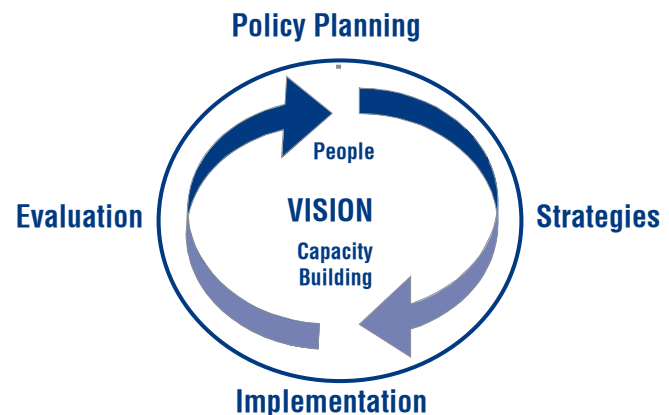 Policy Planning
People
Evaluation
VISION
Strategies
Capacity
Building
Implementation